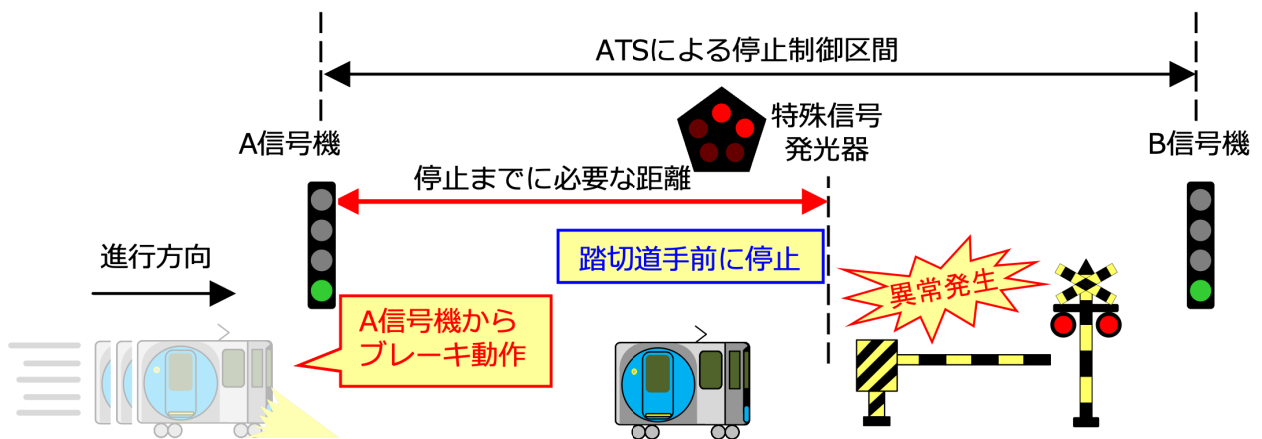 ATSによる停止制御区間
A信号機
特殊信号
発光器
B信号機
停止までに必要な距離
進行方向
踏切道手前に停止
異常発生
A信号機から
ブレーキ動作